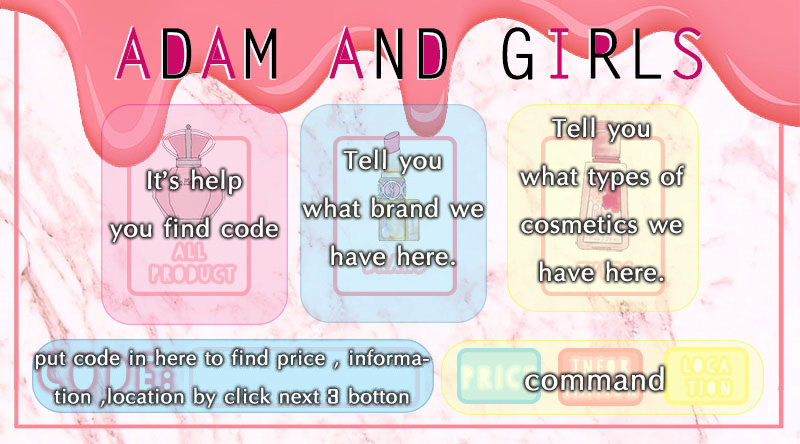 ADAM AND GIRLS
It's help
you find code
ALL
PRODUCT
Tell you
what brand we
have here.
Tell you
what types of
cosmetics we
have here.
CODE:
put code in here to find price , informa-
tion ,location by click next 3 botton
PRICE
INFOR
command
LOCA
TION